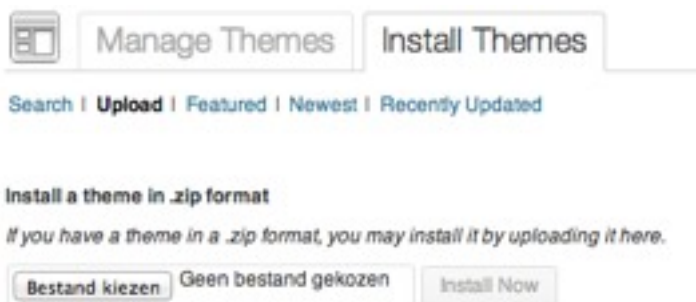 Manage Themes Install Themes
Search | Upload | Featured | Newest | Recently Updated
Install a theme in .zip format
If you have a theme in a .zip format, you may install it by uploading it here.
Bestand kiezen Geen bestand gekozen Install Now